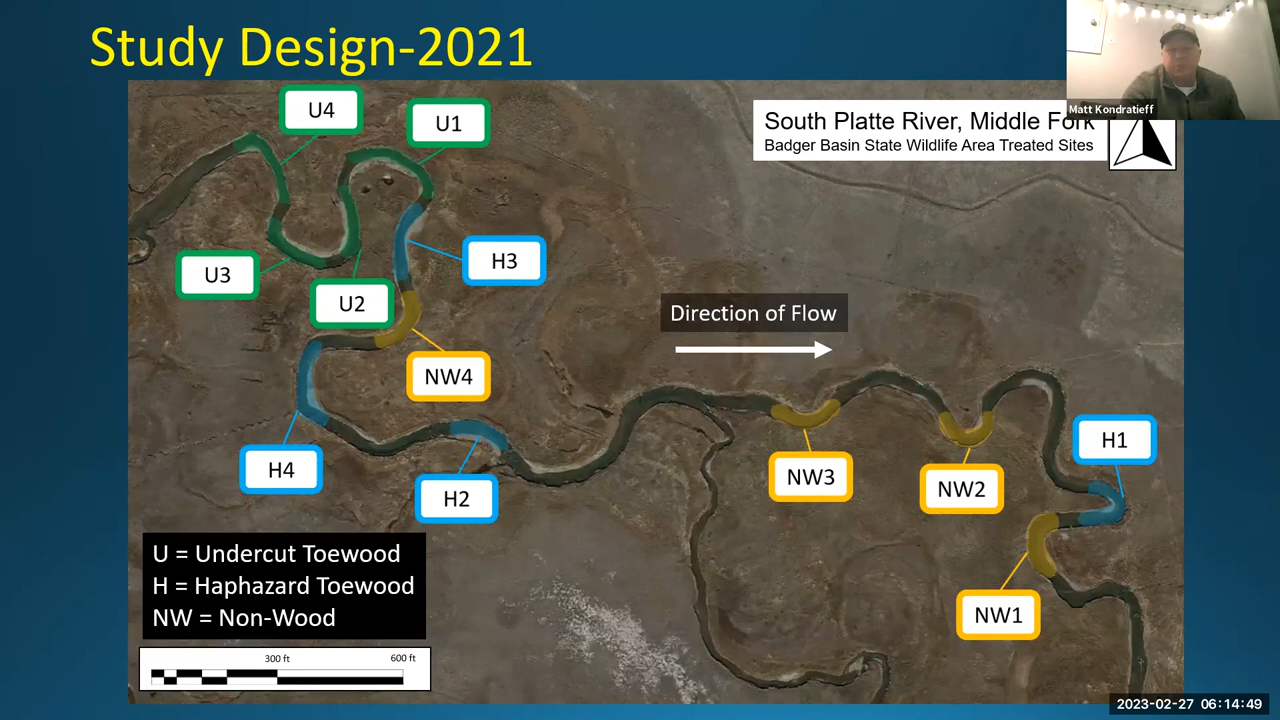 Study Design-2021
Matt Kondratieff
South Platte River, Middle Fork
Badger Basin State Wildlife Area Treated Sites
U4
U1
H3
U3
U2
Direction of Flow
NW4
H4
H2
NW3
NW2
H1
NW1
U = Undercut Toewood
H = Haphazard Toewood
NW = Non-Wood
300 ft
600 ft
2023-02-27 06:14:49